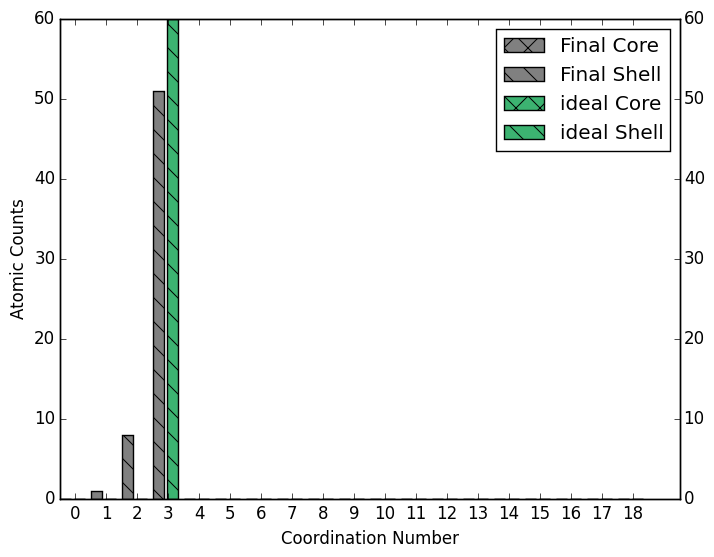 60
50
40
30
20
10
0
Atomic Counts
60
50
40
30
20
10
0
Final Core
Final Shell
ideal Core
ideal Shell
0 1 2 3 4 5 6 7 8 9 10 11 12 13 14 15 16 17 18
Coordination Number